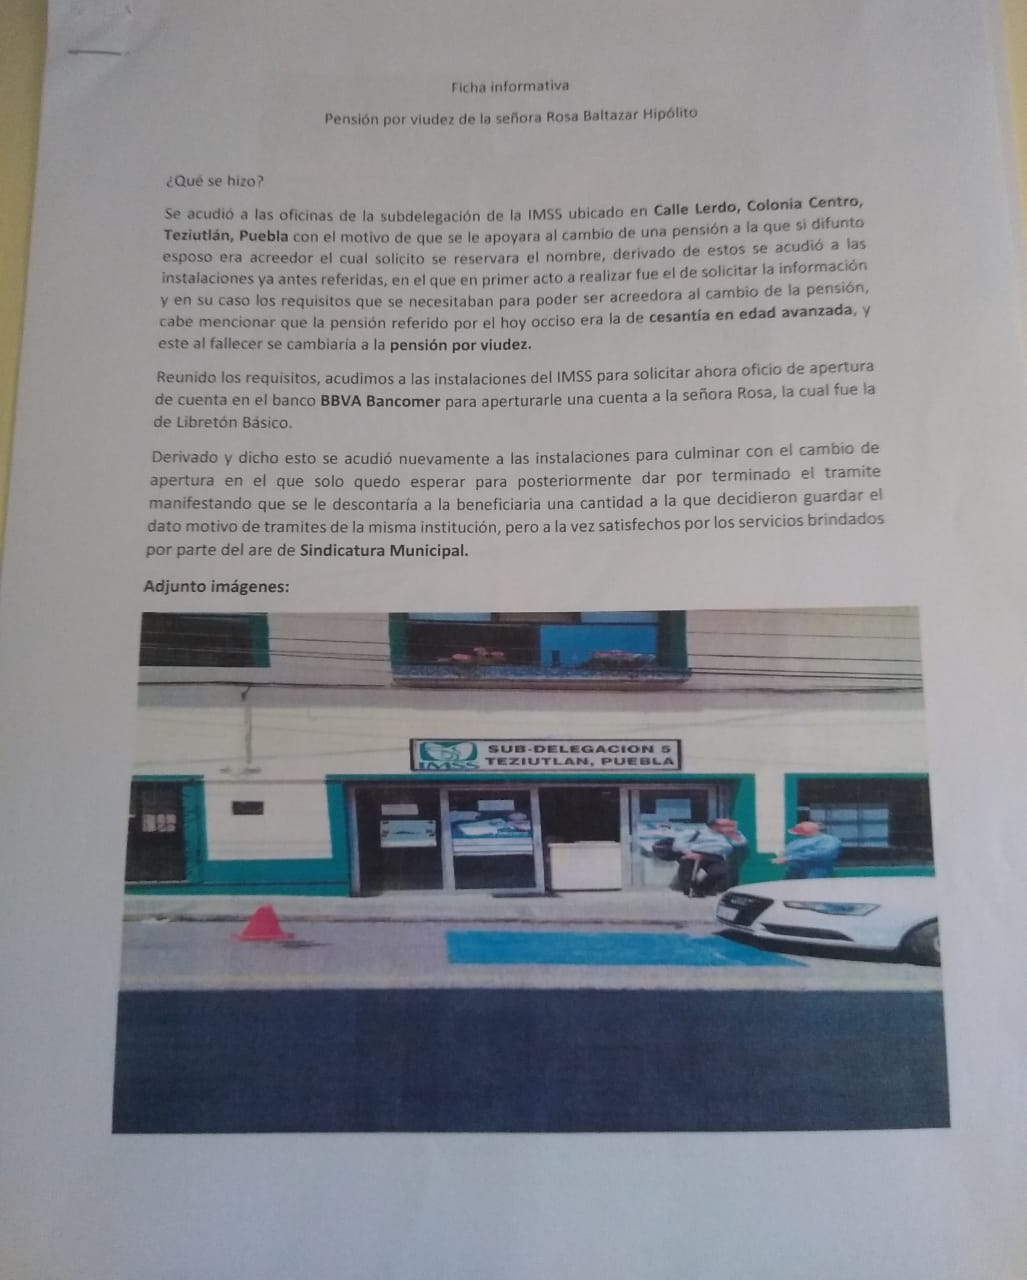 Ficha informativa
Pensión por viudez de la señora Rosa Baltazar Hipólito
¿Qué se hizo?
Se acudió a las oficinas de la subdelegación de la IMSS ubicado en Calle Lerdo, Colonia Centro,
Teziutlán, Puebla con el motivo de que se le apoyara al cambio de una pensión a la que si difunto
esposo era acreedor el cual solicito se reservara el nombre, derivado de estos se acudió a las
instalaciones ya antes referidas, en el que en primer acto a realizar fue el de solicitar la información
y en su caso los requisitos que se necesitaban para poder ser acreedora al cambio de la pensión,
cabe mencionar que la pensión referido por el hoy occiso era la de cesantía en edad avanzada, y
este al fallecer se cambiaría a la pensión por viudez.
Reunido los requisitos, acudimos a las instalaciones del IMSS para solicitar ahora oficio de apertura
de cuenta en el banco BBVA Bancomer para aperturarle una cuenta a la señora Rosa, la cual fue la
de Libretón Básico.
Derivado y dicho esto se acudió nuevamente a las instalaciones para culminar con el cambio de
apertura en el que solo quedo esperar para posteriormente dar por terminado el tramite
manifestando que se le descontaría a la beneficiaria una cantidad a la que decidieron guardar el
dato motivo de tramites de la misma institución, pero a la vez satisfechos por los servicios brindados
por parte del are de Sindicatura Municipal.
Adjunto imágenes:
IMSS
SUB-DELEGACION 5
TEZIUTLAN, PUEBLA